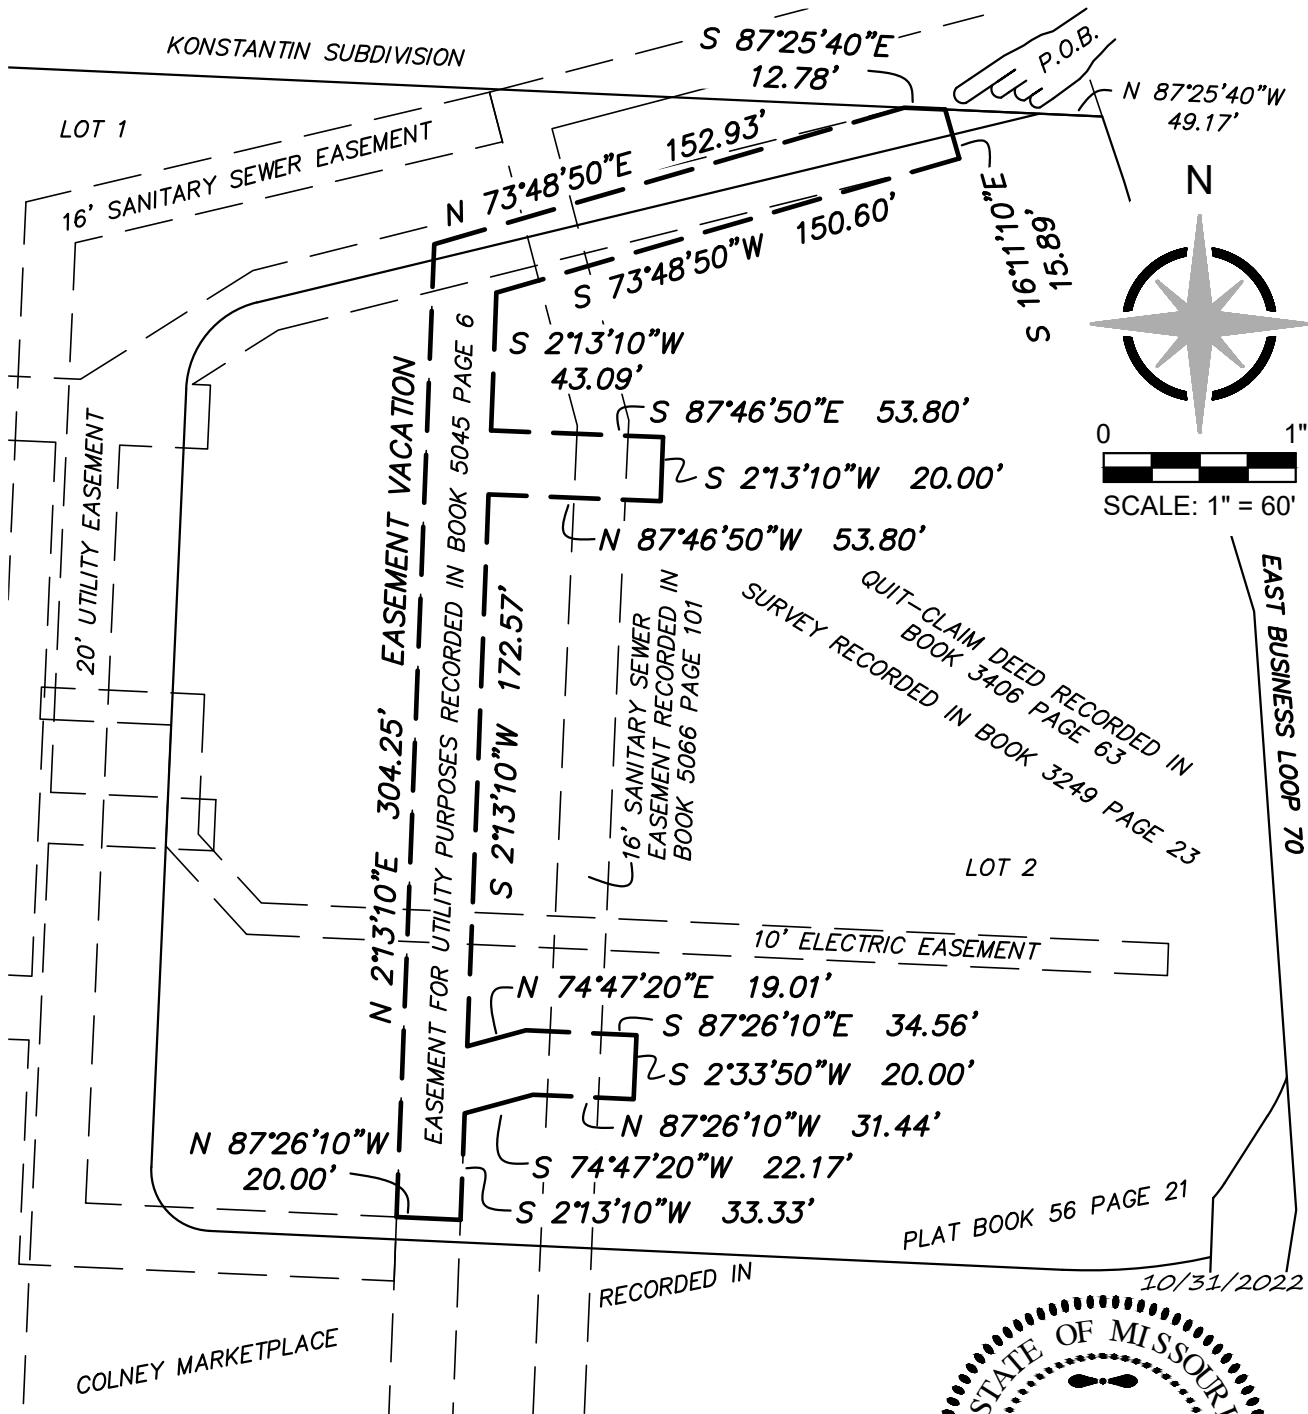 KONSTANTIN SUBDIVISION
S 87°25'40"E
12.78'
P.O.B.
N 87°25'40"W
49.17'
LOT 1
16' SANITARY SEWER EASEMENT
N 73°48'50"E 152.93'
S 73°48'50"W 150.60'
S 16°11'10"E
15.89'
N
0 1"
SCALE: 1" = 60'
S 2°13'10"W
43.09'
S 87°46'50"E 53.80'
S 2°13'10"W 20.00'
N 87°46'50"W 53.80'
20' UTILITY EASEMENT
N 2°13'10"E 304.25' EASEMENT VACATION
EASEMENT FOR UTILITY PURPOSES RECORDED IN BOOK 5045 PAGE 6
S 2°13'10"W 172.57'
16' SANITARY SEWER
EASEMENT RECORDED IN
BOOK 5066 PAGE 101
QUIT-CLAIM DEED RECORDED IN
BOOK 3406 PAGE 63
SURVEY RECORDED IN BOOK 3249 PAGE 23
EAST BUSINESS LOOP 70
LOT 2
10' ELECTRIC EASEMENT
N 74°47'20"E 19.01'
S 87°26'10"E 34.56'
S 2°33'50"W 20.00'
N 87°26'10"W 31.44'
N 87°26'10"W
20.00'
S 74°47'20"W 22.17'
S 2°13'10"W 33.33'
PLAT BOOK 56 PAGE 21
RECORDED IN
COLNEY MARKETPLACE
10/31/2022
STATE OF MISSOURI